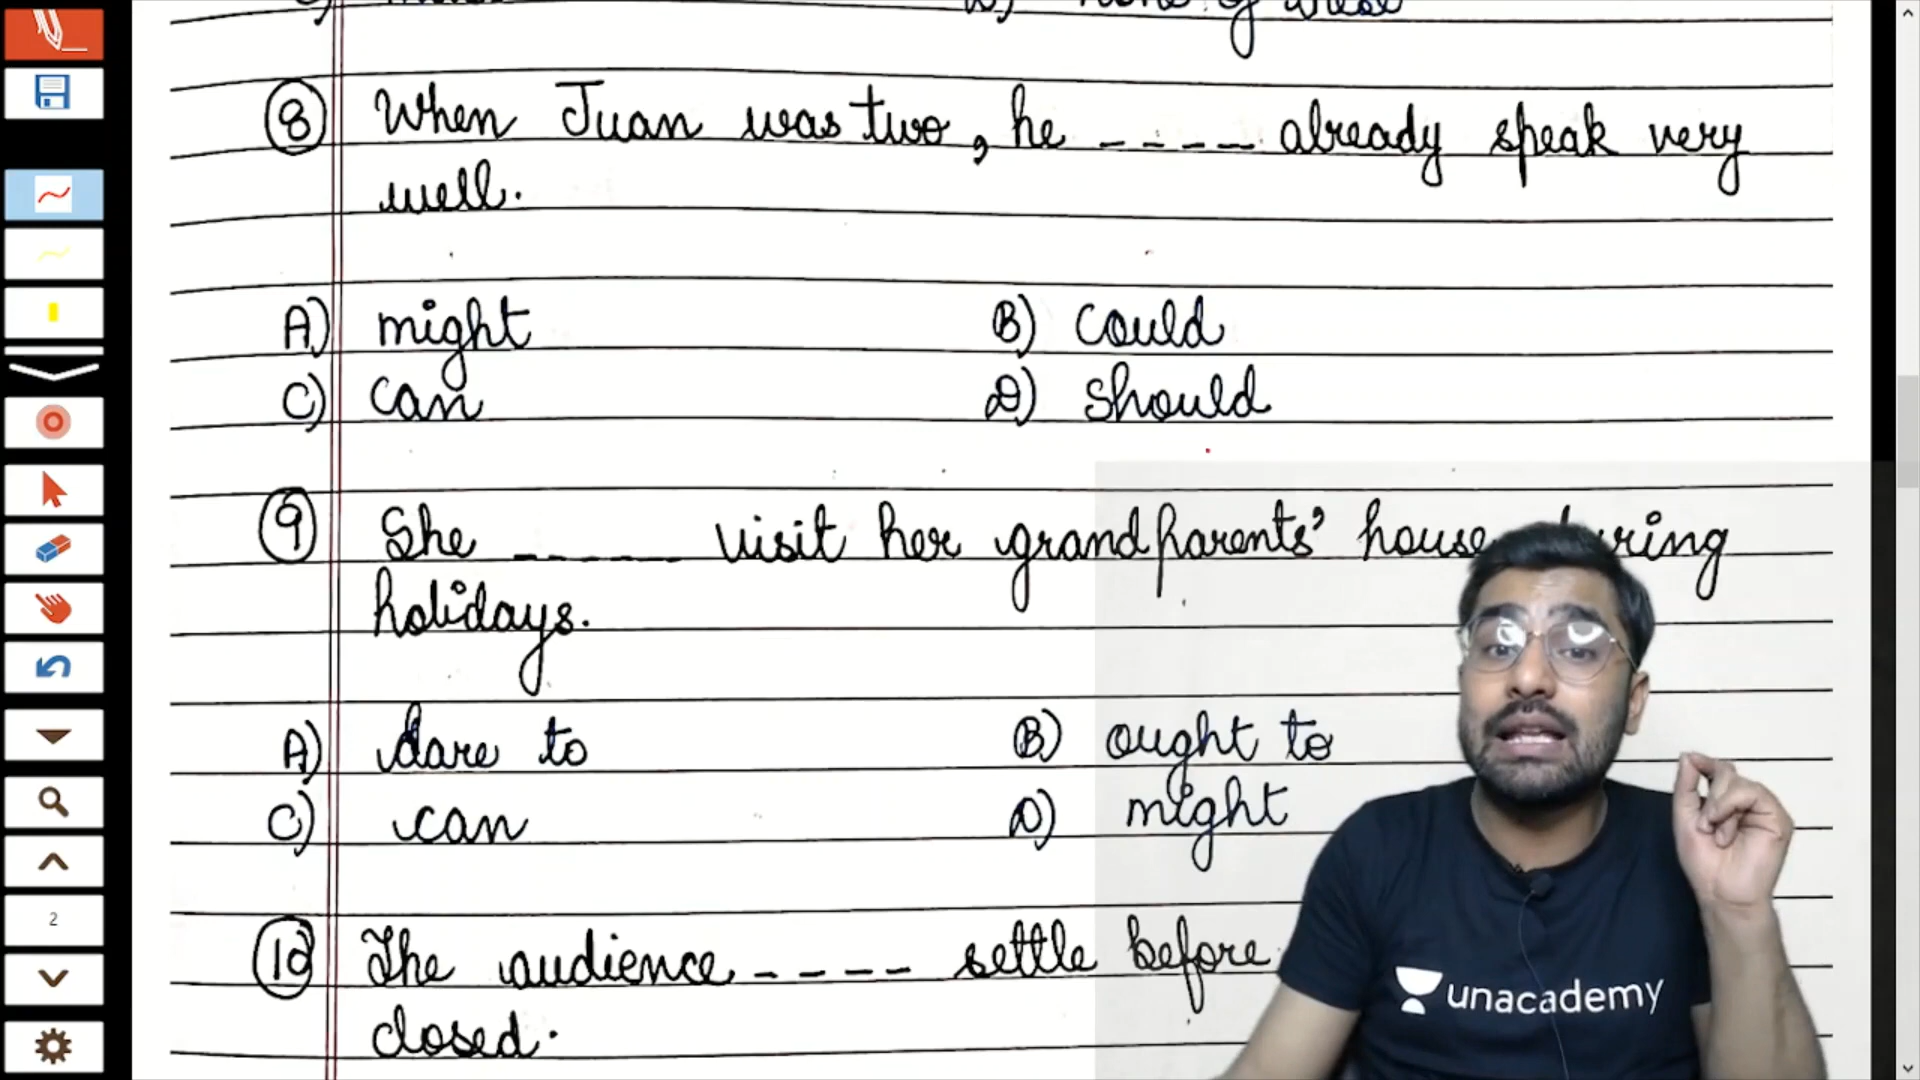 8 When Juan was two, he ---- already speak very
well.
A) might B) could
C) can D) should
9 She ------ visit her grandparents' house during
holidays.
A) dare to B) ought to
C) can D) might
10 The audience ---- settle before
closed.
unacademy
2